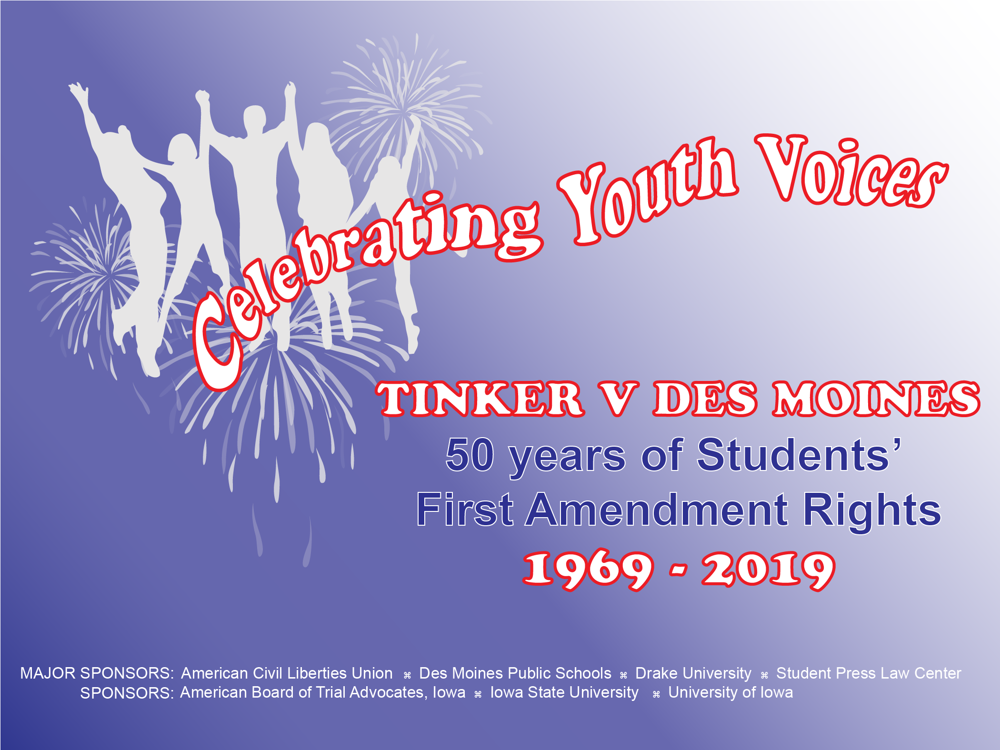 Celebrating Youth Voices
TINKER V DES MOINES
50 years of Students’
First Amendment Rights
1969 - 2019
MAJOR SPONSORS: American Civil Liberties Union ⌘ Des Moines Public Schools ⌘ Drake University ⌘ Student Press Law Center
SPONSORS: American Board of Trial Advocates, Iowa ⌘ Iowa State University ⌘ University of Iowa